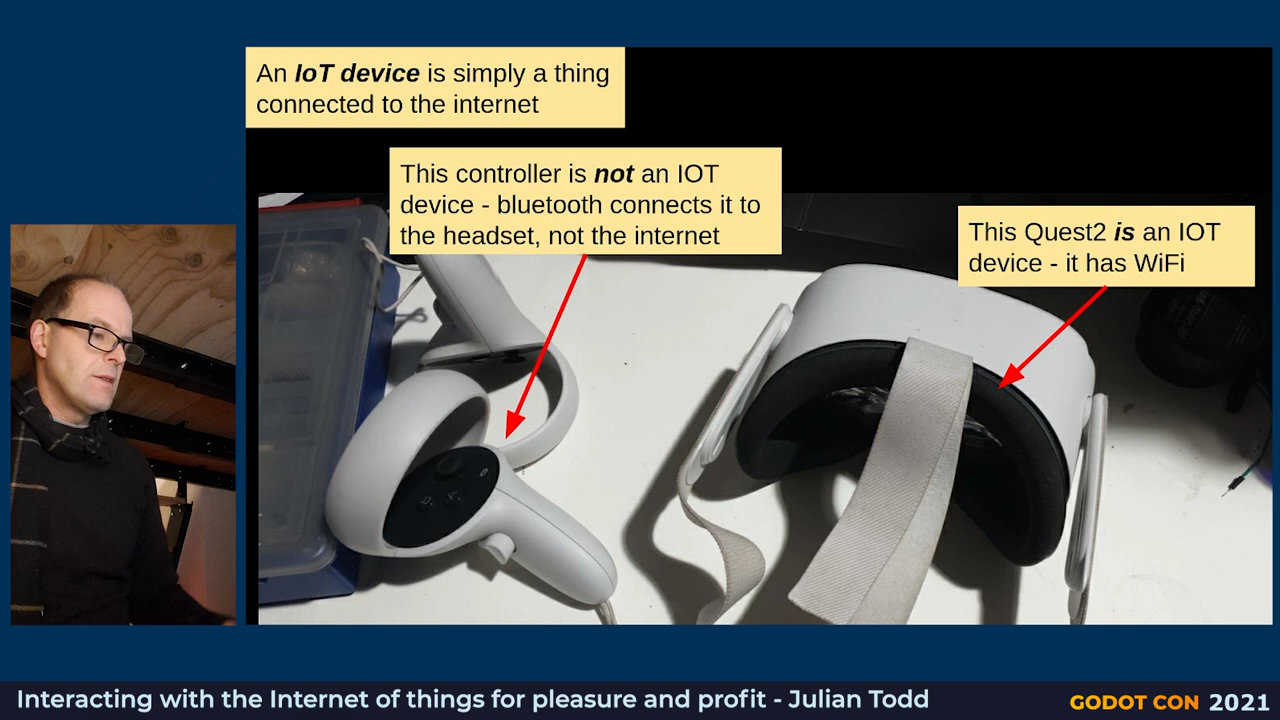 An IoT device is simply a thing
connected to the internet
This controller is not an IOT
device - bluetooth connects it to
the headset, not the internet
This Quest2 is an IOT
device - it has WiFi
Interacting with the Internet of things for pleasure and profit - Julian Todd
GODOT CON 2021